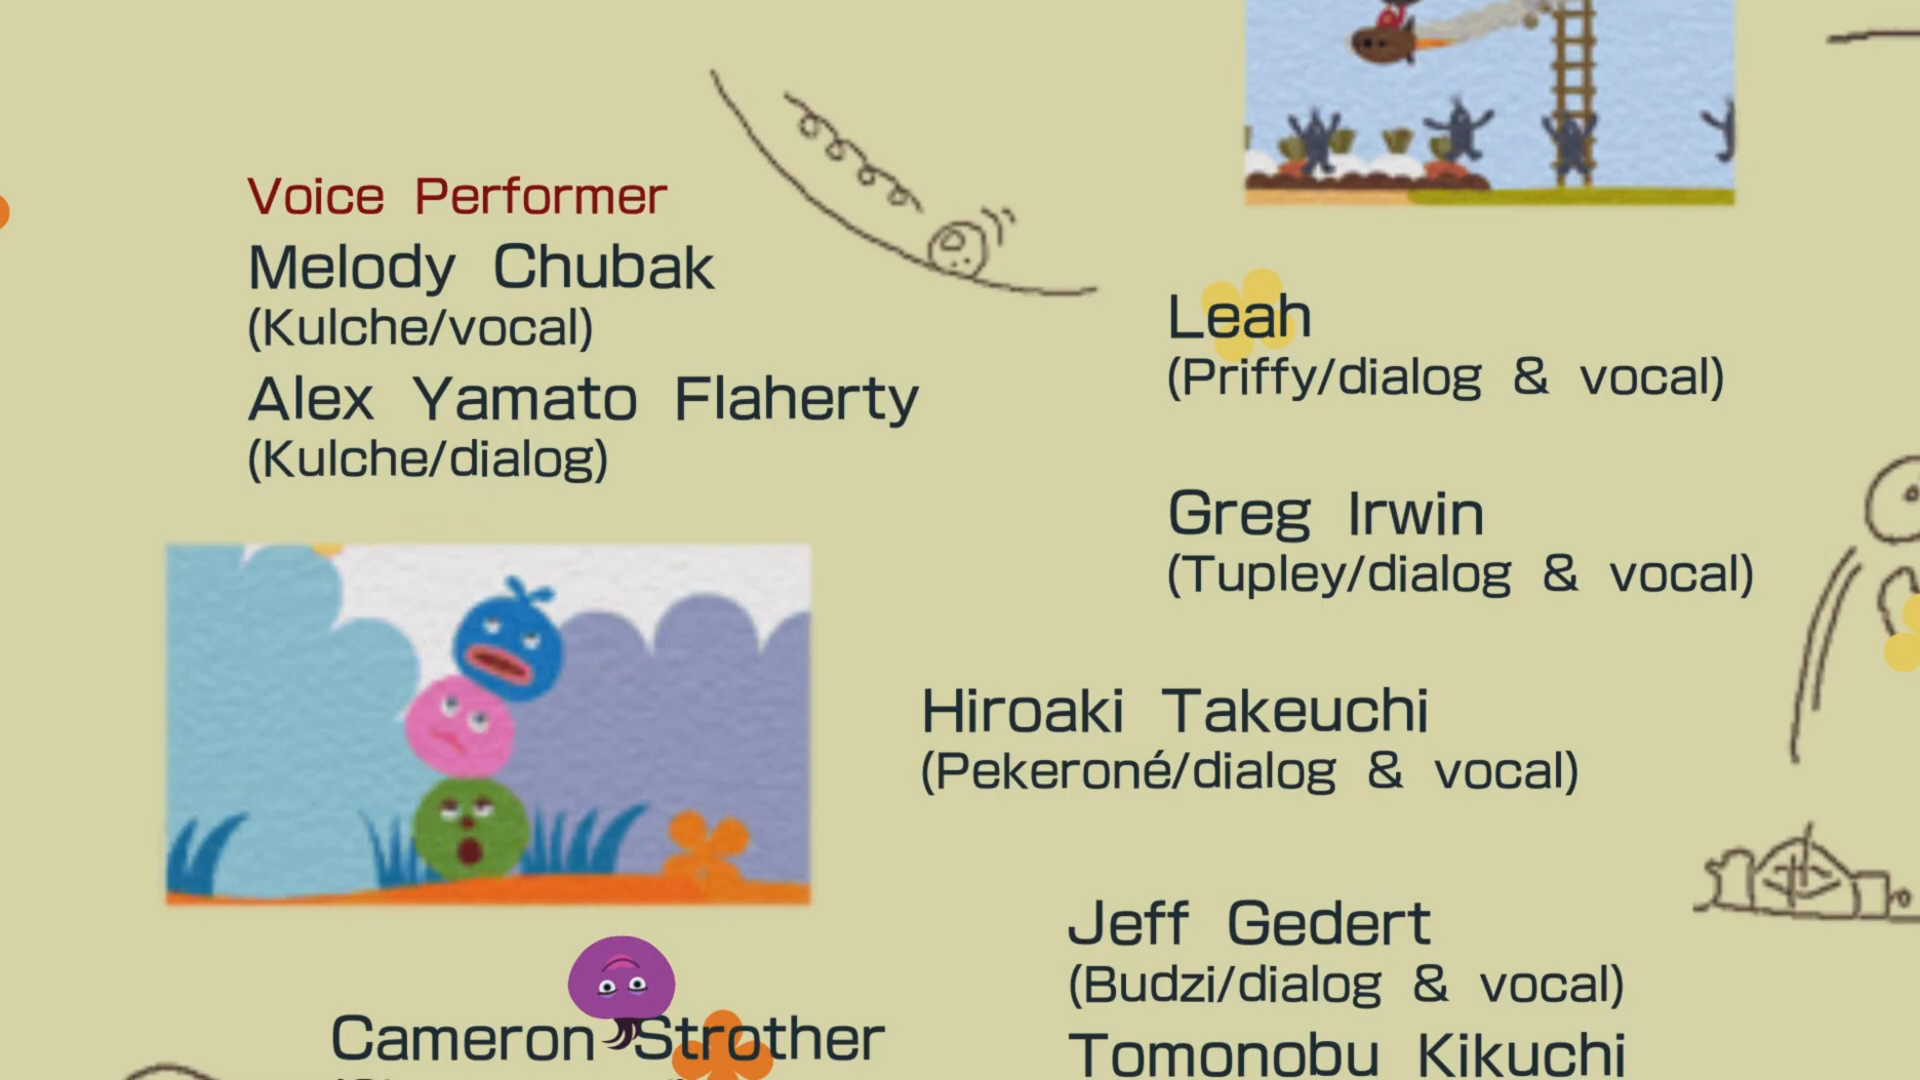 Voice Performer
Melody Chubak
(Kulche/vocal)
Alex Yamato Flaherty
(Kulche/dialog)
Leah
(Priffy/dialog & vocal)
Greg Irwin
(Tupley/dialog & vocal)
Hiroaki Takeuchi
(Pekeroné/dialog & vocal)
Jeff Gedert
(Budzi/dialog & vocal)
Tomonobu Kikuchi
Cameron Strother